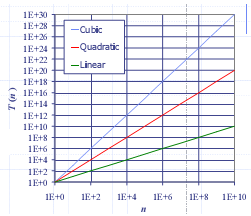 1E+30
1E+28
1E+26
1E+24
1E+22
1E+20
1E+18
1E+16
1E+14
1E+12
1E+10
1E+8
1E+6
1E+4
1E+2
1E+0
T(n)
Cubic
Quadratic
Linear
1E+0 1E+2 1E+4 1E+6 1E+8 1E+10
n